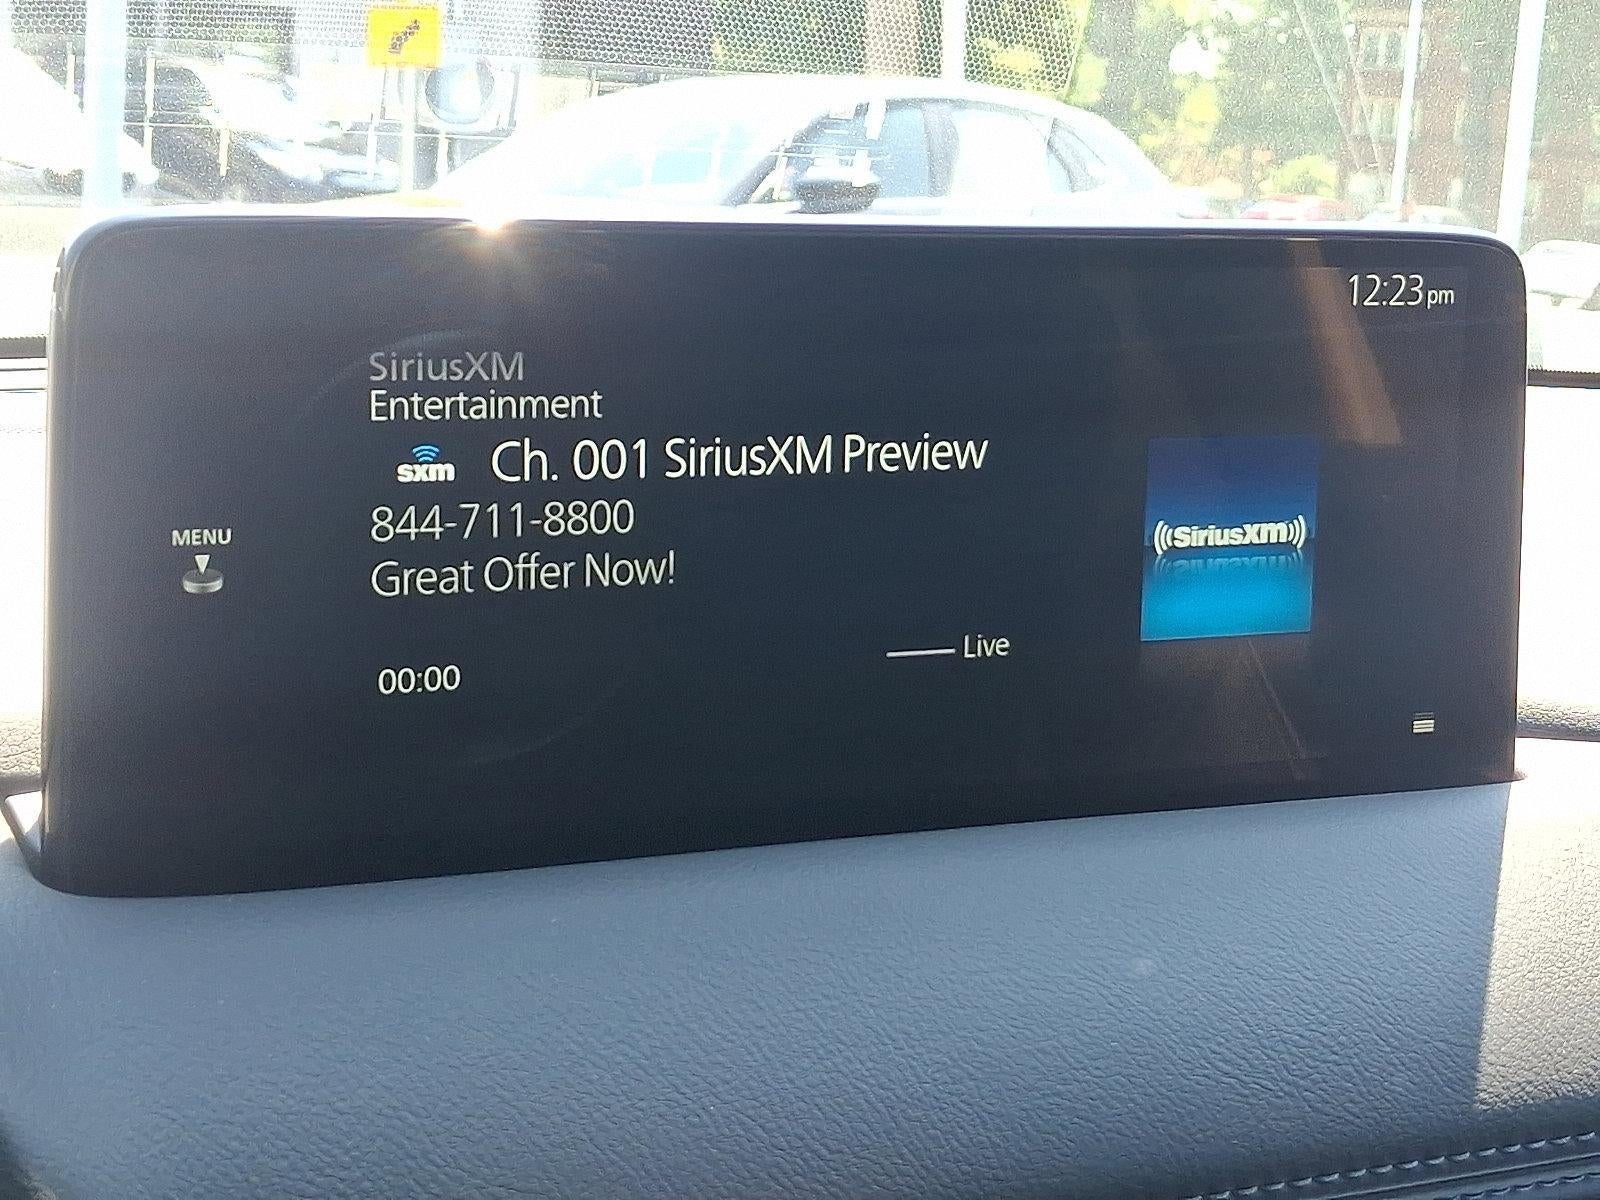 12:23pm
SiriusXM
Entertainment
sxm Ch. 001 SiriusXM Preview
844-711-8800
MENU
Great Offer Now!
((SiriusXM))
Live
00:00